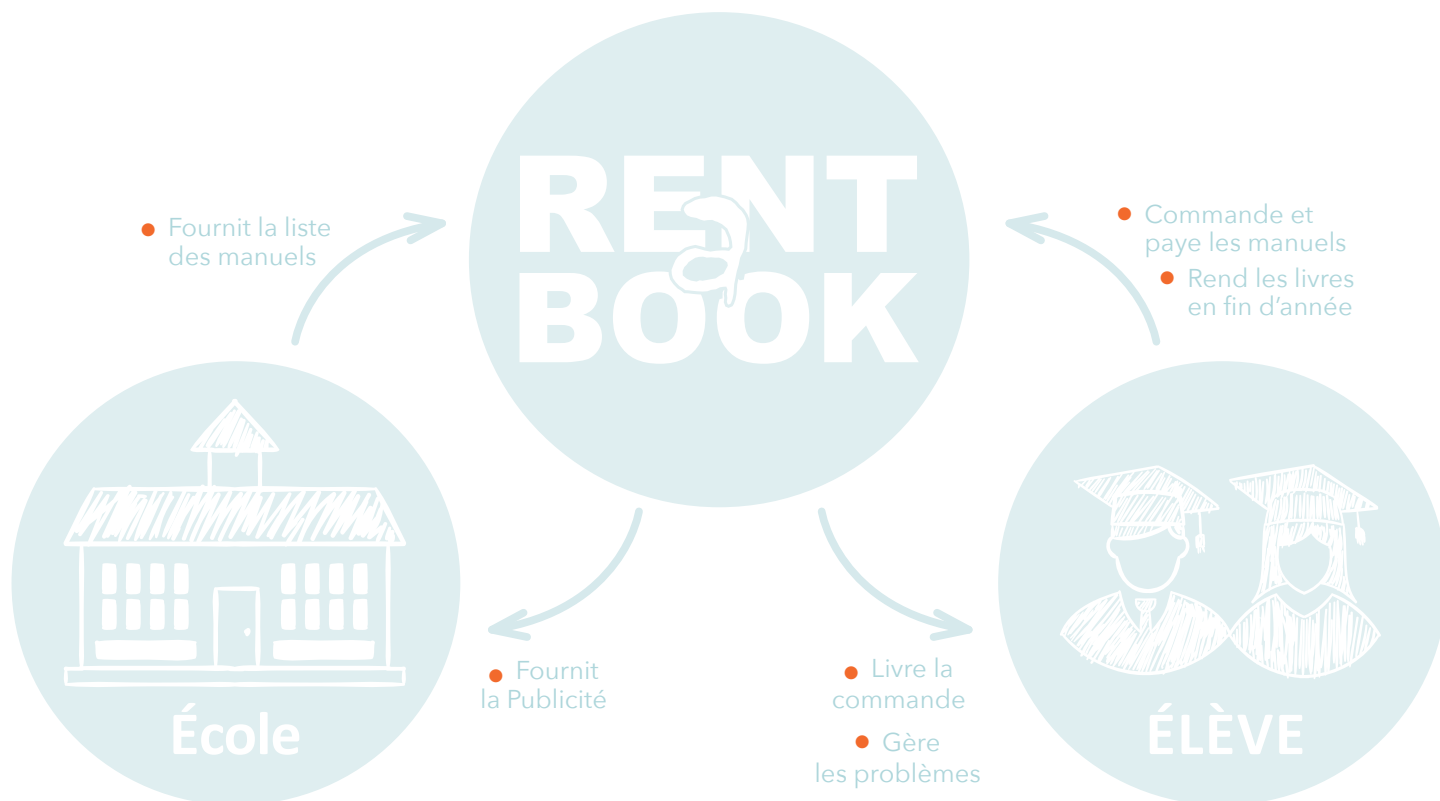 RENT
a
BOOK
Fournit la liste
des manuels
Commande et
paye les manuels
Rend les livres
en fin d’année
École
Fournit
la Publicité
Livre la
commande
Gère
les problèmes
ÉLÈVE